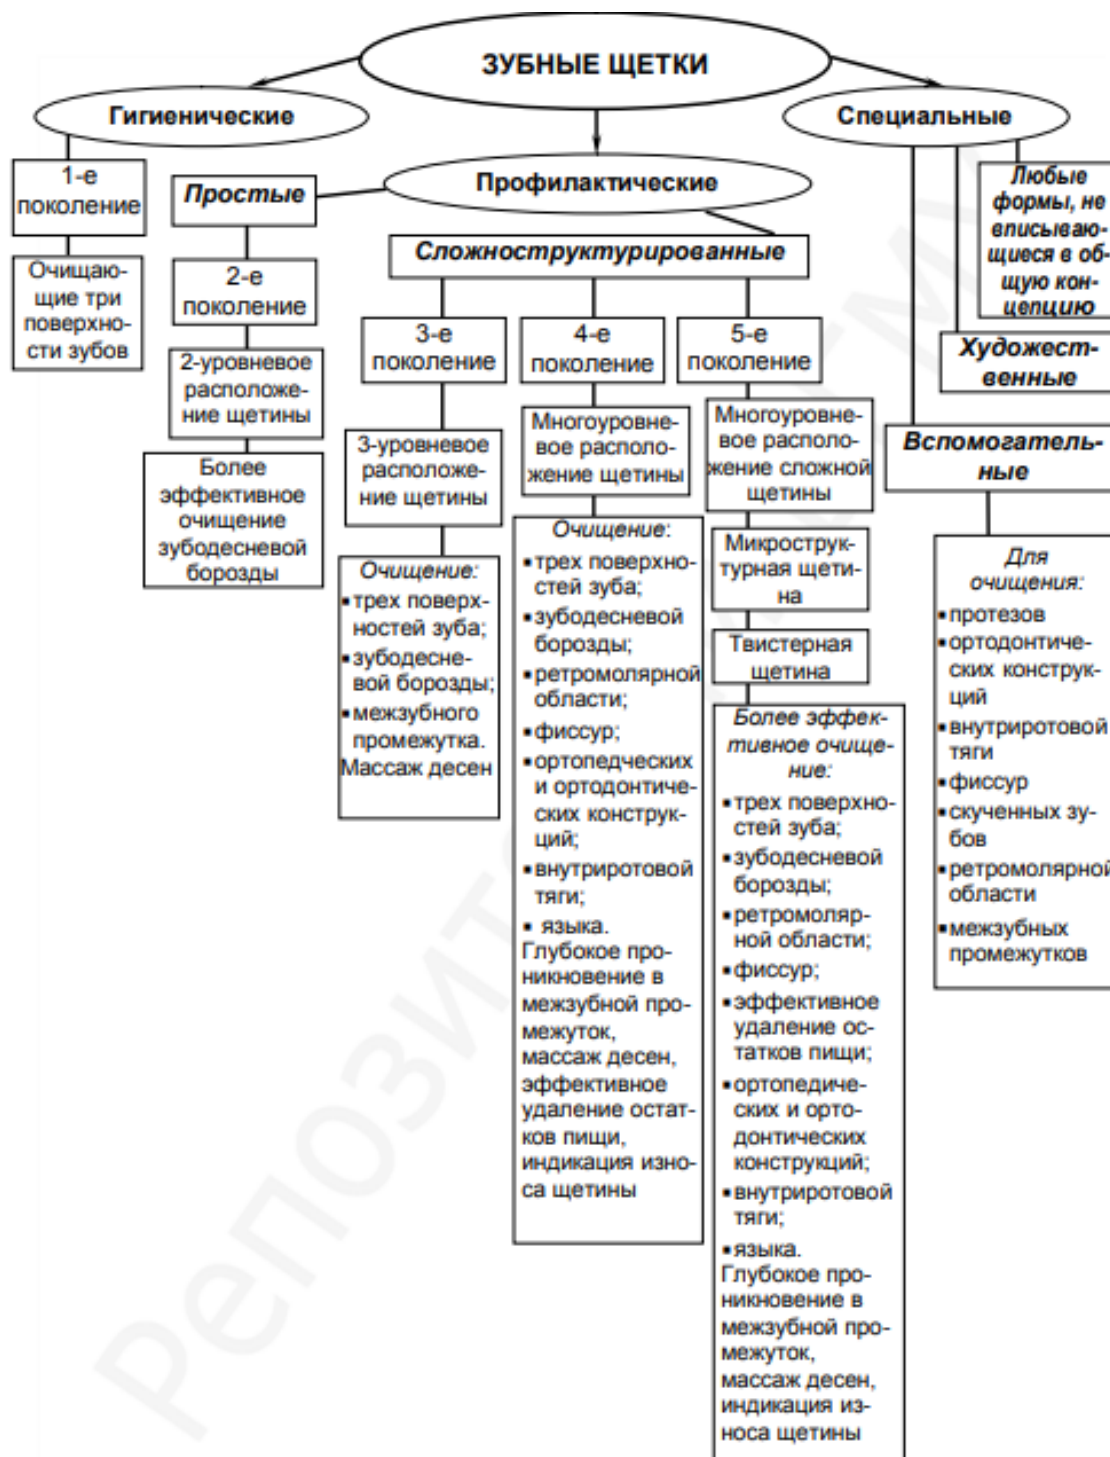 ЗУБНЫЕ ЩЕТКИ
Гигиенические
1-е
поколение
Очищаю-
щие три
поверхно-
сти зубов
Профилактические
Простые
2-е
поколение
2-уровневое
расположе-
ние щетины
Более
эффективное
очищение
зубодесневой
борозды
Сложноструктурированные
3-е
поколение
3-уровневое
расположе-
ние щетины
Очищение:
▪трех поверх-
ностей зуба;
▪зубодесне-
вой борозды;
▪межзубного
промежутка.
Массаж десен
4-е
поколение
Многоуровне-
вое располо-
жение щетины
Очищение:
▪трех поверхно-
стей зуба;
▪зубодесневой
борозды;
▪ретромолярной
области;
▪фиссур;
▪ортопедческих
и ортодонтиче-
ских конструк-
ций;
▪внутриротовой
тяги;
▪ языка.
Глубокое про-
никновение в
межзубной про-
межуток,
массаж десен,
эффективное
удаление остат-
ков пищи,
индикация изно-
са щетины
5-е
поколение
Многоуровне-
вое располо-
жение сложной
щетины
Микрострук-
турная щети-
на
Твистерная
щетина
Более эффек-
тивное очище-
ние:
▪трех поверхно-
стей зуба;
▪зубодесневой
борозды;
▪ретромоляр-
ной области;
▪фиссур;
▪эффективное
удаление ос-
татков пищи;
▪ортопедиче-
ских и орто-
донтических
конструкций;
▪внутриротовой
тяги;
▪языка.
Глубокое про-
никновение в
межзубной про-
межуток,
массаж десен,
индикация из-
носа щетины
Специальные
Любые
формы, не
вписываю-
щиеся в об-
щую кон-
цепцию
Художест-
венные
Вспомогатель-
ные
Для
очищения:
▪протезов
▪ортодонтиче-
ских конструк-
ций
▪внутриротовой
тяги
▪фиссур
▪скученных зу-
бов
▪ретромолярной
области
▪межзубных
промежутков